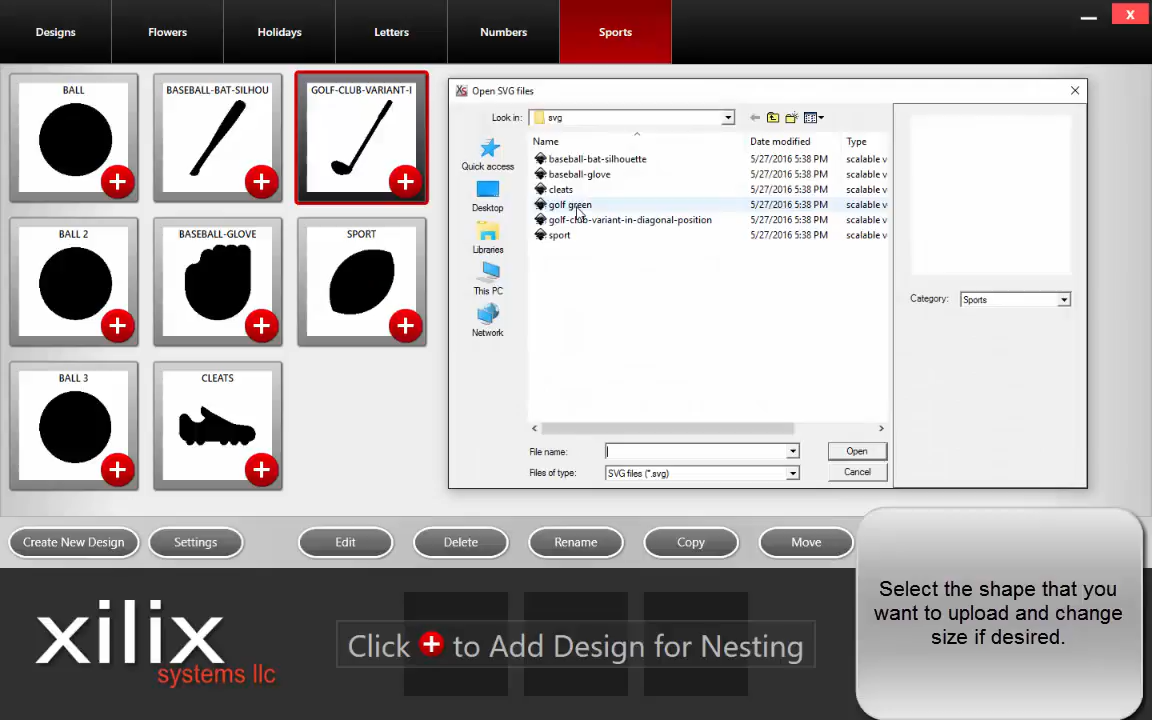 Designs
Flowers
Holidays
Letters
Numbers
Sports
X
BALL
BASEBALL-BAT-SILHOU
GOLF-CLUB-VARIANT-I
BALL 2
BASEBALL-GLOVE
SPORT
BALL 3
CLEATS
Open SVG files
Look in:
svg
Quick access
Desktop
Libraries
This PC
Network
Name
Date modified
Type
baseball-bat-silhouette
5/27/2016 5:38 PM
scalable v
baseball-glove
5/27/2016 5:38 PM
scalable v
cleats
5/27/2016 5:38 PM
scalable v
golf green
5/27/2016 5:38 PM
scalable v
golf-club-variant-in-diagonal-position
5/27/2016 5:38 PM
scalable v
sport
5/27/2016 5:38 PM
scalable v
Category:
Sports
File name:
Open
Files of type:
SVG files (*.svg)
Cancel
Create New Design
Settings
Edit
Delete
Rename
Copy
Move
xilix
systems llc
Click + to Add Design for Nesting
Select the shape that you
want to upload and change
size if desired.